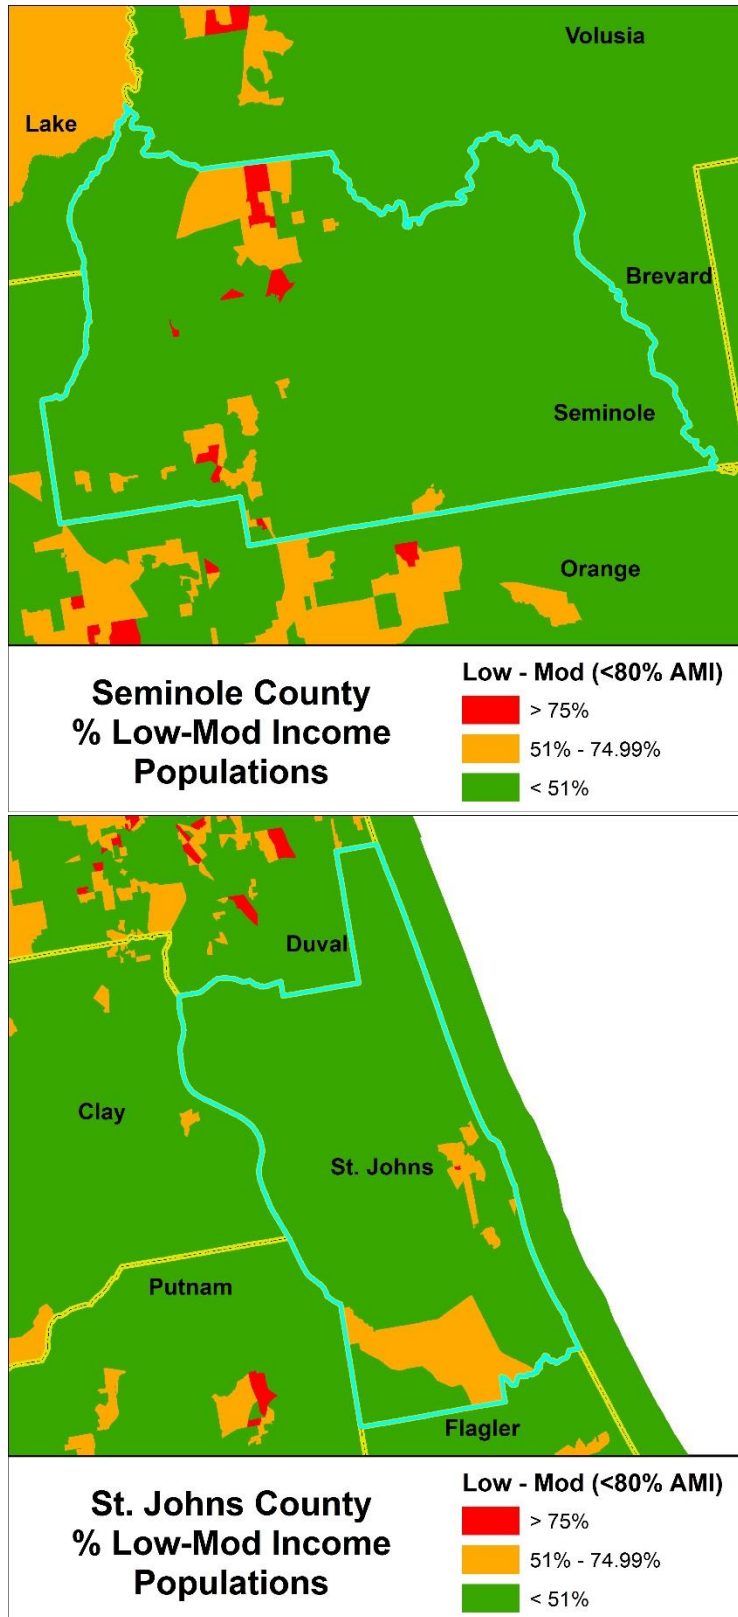 Volusia
Lake
Brevard
Seminole
Orange
Seminole County
% Low-Mod Income
Populations
Low - Mod (<80% AMI)
> 75%
51% - 74.99%
< 51%
Duval
Clay
St. Johns
Putnam
Flagler
St. Johns County
% Low-Mod Income
Populations
Low - Mod (<80% AMI)
> 75%
51% - 74.99%
< 51%